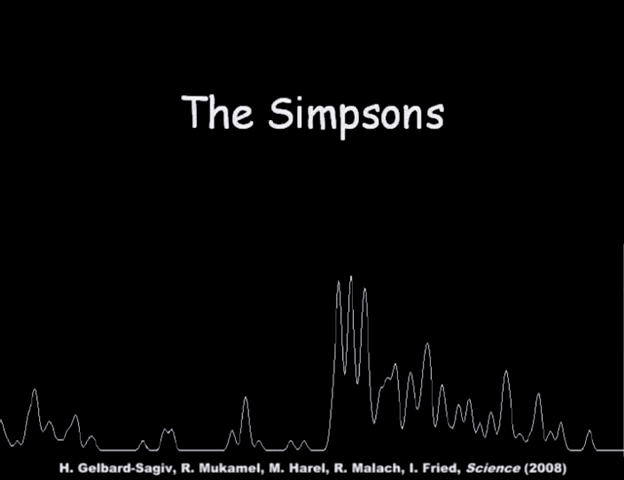 The Simpsons
H. Gelbard-Sagiv, R. Mukamel, M. Harel, R. Malach, I. Fried, Science (2008)